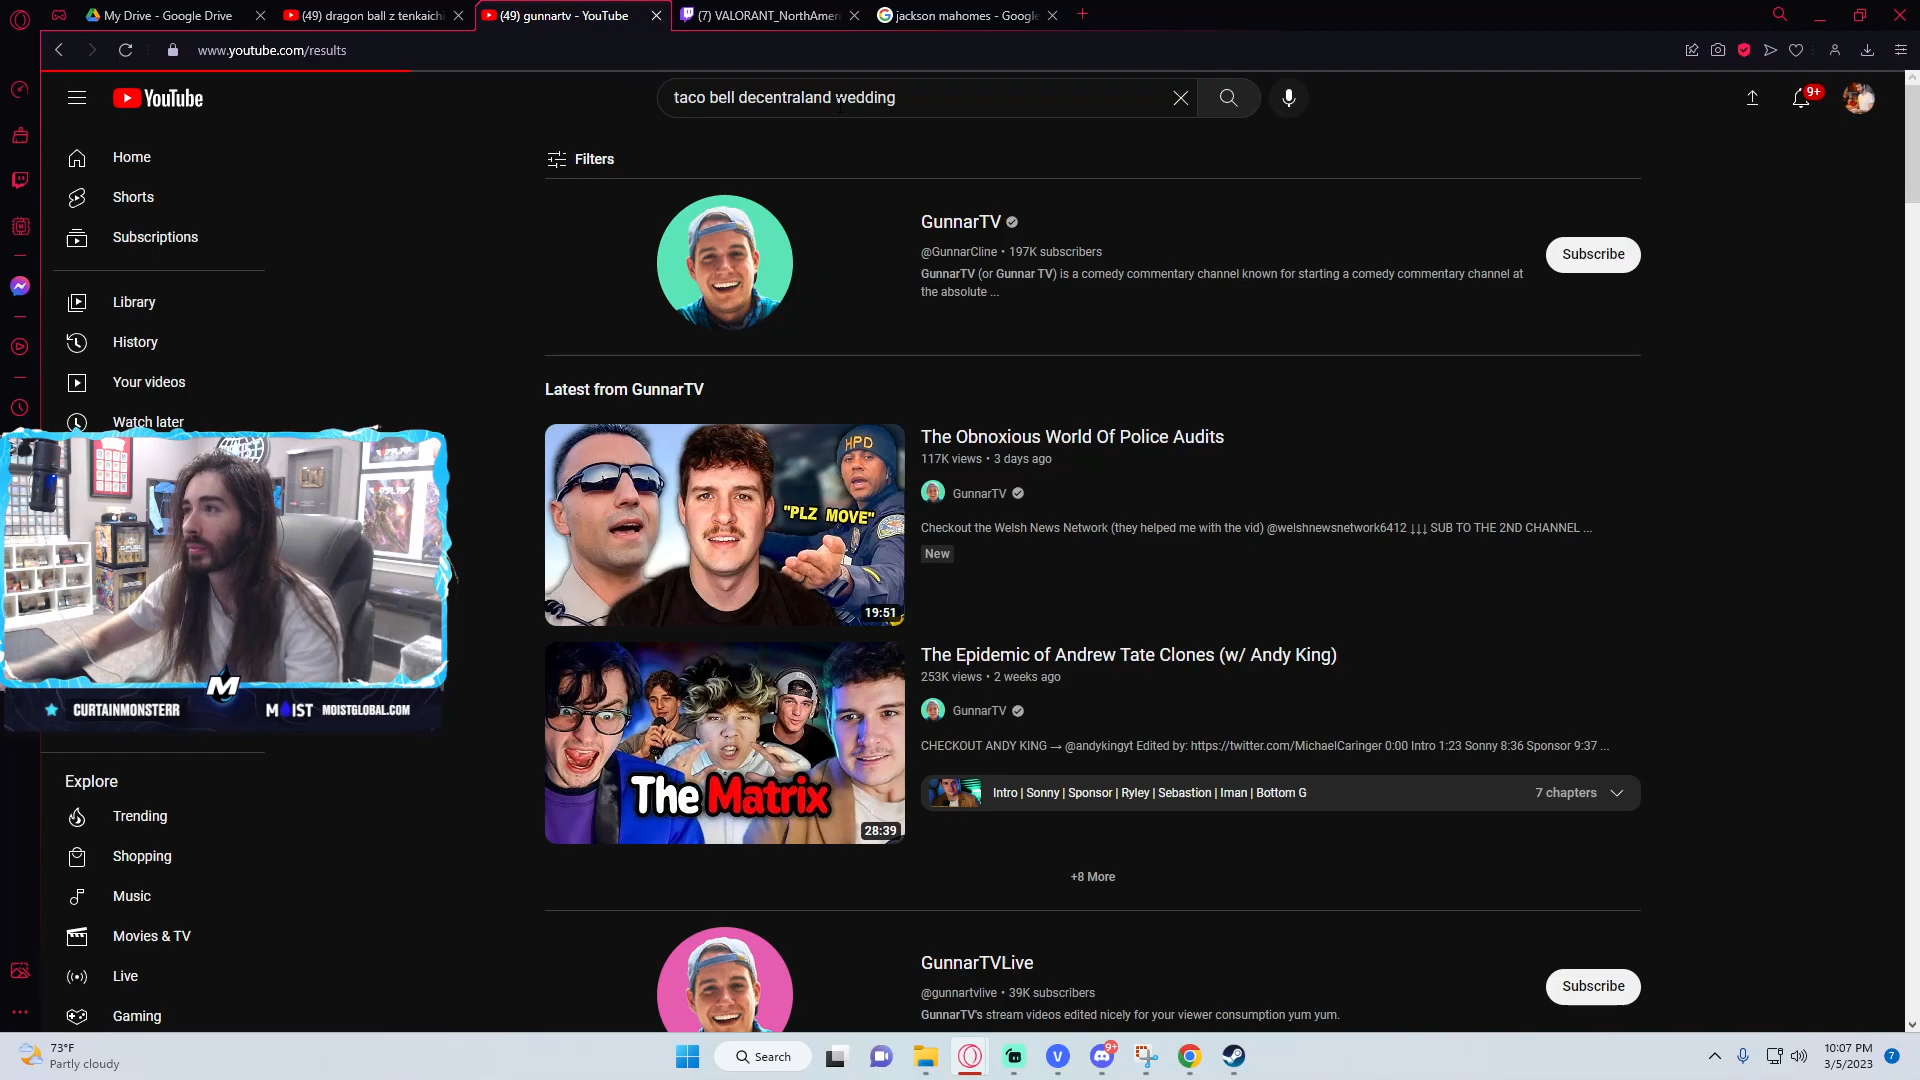 My Drive - Google Drive
(49) dragon ball z tenkaichi
(49) gunnartv - YouTube
(7) VALORANT_NorthAmeri
jackson mahomes - Google
www.youtube.com/results
YouTube
taco bell decentraland wedding
9+
Home
Shorts
Subscriptions
Library
History
Your videos
Watch later
Filters
GunnarTV
@GunnarCline • 197K subscribers
GunnarTV (or Gunnar TV) is a comedy commentary channel known for starting a comedy commentary channel at
the absolute ...
Subscribe
Latest from GunnarTV
HPD
"PLZ MOVE"
19:51
The Obnoxious World Of Police Audits
117K views • 3 days ago
GunnarTV
Checkout the Welsh News Network (they helped me with the vid) @welshnewsnetwork6412 ↓↓↓ SUB TO THE 2ND CHANNEL ...
New
The Matrix
28:39
The Epidemic of Andrew Tate Clones (w/ Andy King)
253K views • 2 weeks ago
GunnarTV
CHECKOUT ANDY KING → @andykingyt Edited by: https://twitter.com/MichaelCaringer 0:00 Intro 1:23 Sonny 8:36 Sponsor 9:37 ...
Intro | Sonny | Sponsor | Ryley | Sebastion | Iman | Bottom G
7 chapters
+8 More
GunnarTVLive
@gunnartvlive • 39K subscribers
GunnarTV's stream videos edited nicely for your viewer consumption yum yum.
Subscribe
M
CURTAINMONSTERR
MOIST
MOISTGLOBAL.COM
Explore
Trending
Shopping
Music
Movies & TV
Live
Gaming
73°F
Partly cloudy
Search
9+
10:07 PM
3/5/2023
7